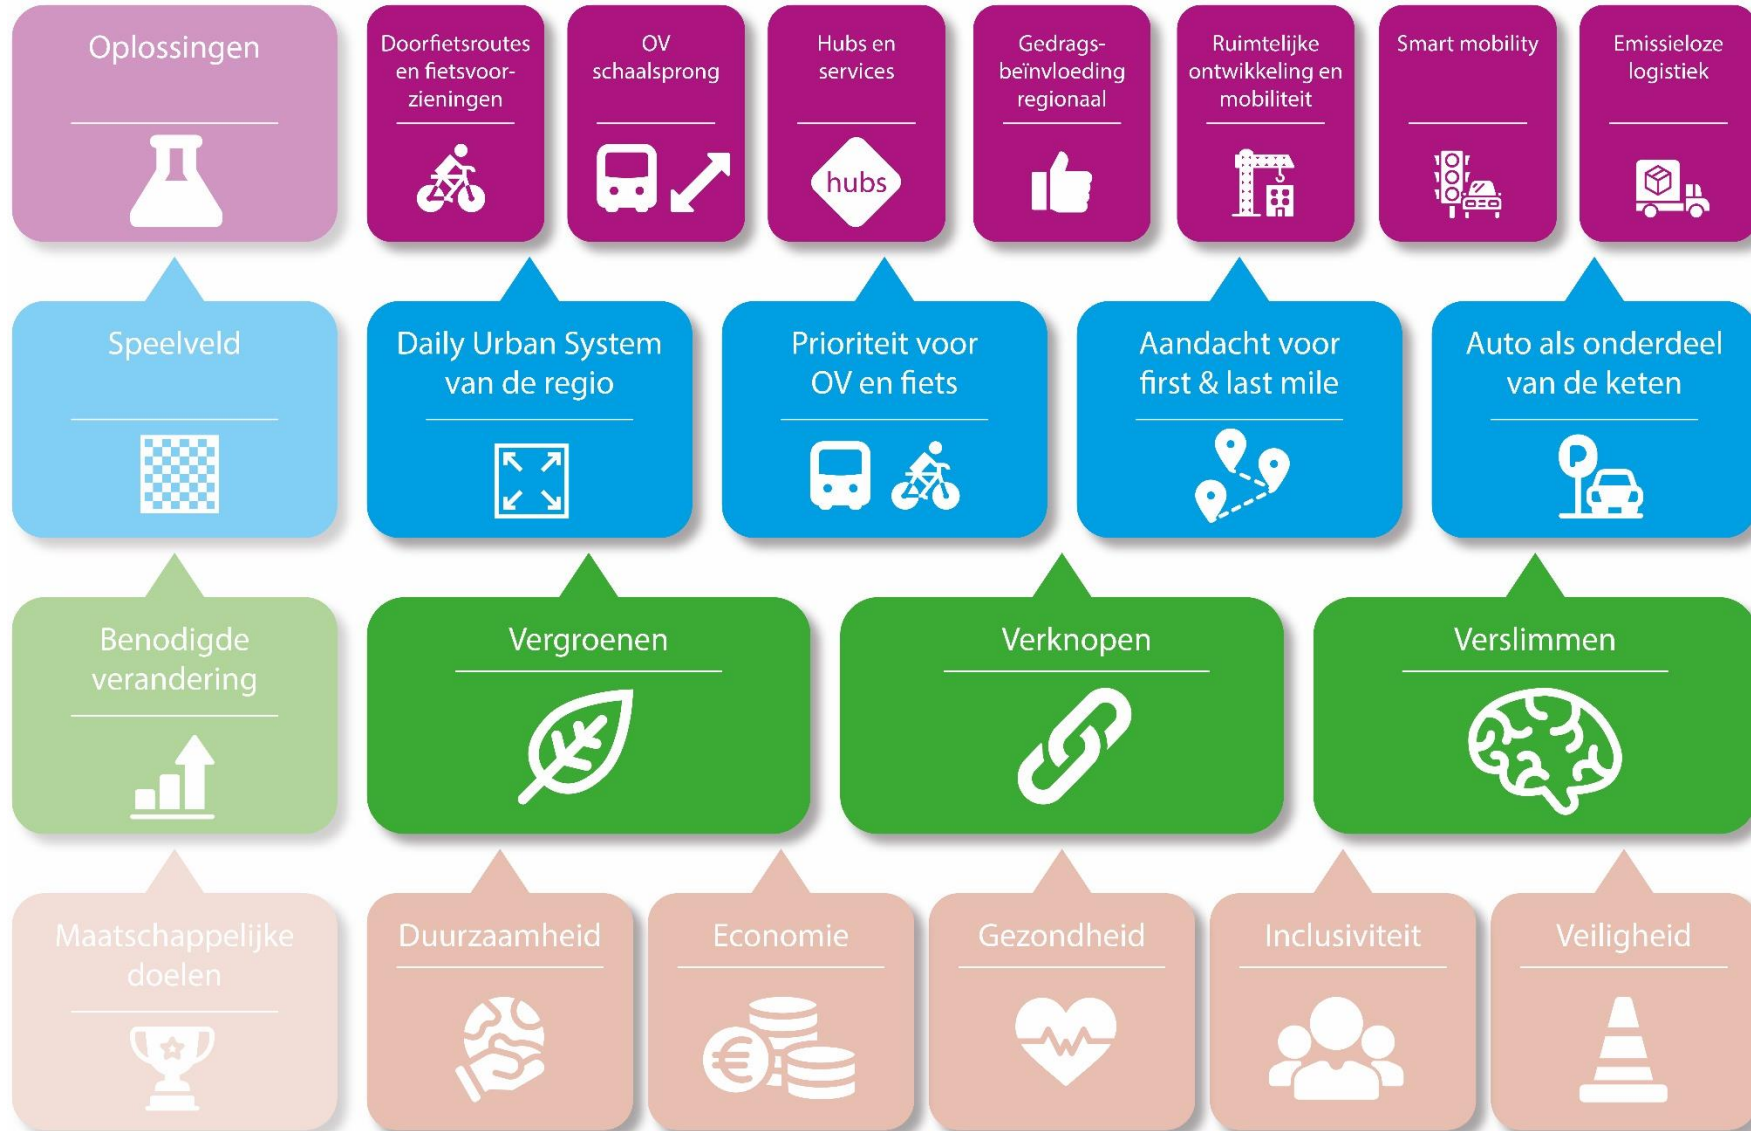 Oplossingen
Doorfietsroutes
en fietsvoor-
zieningen
OV
schaalsprong
Hubs en
services
hubs
Gedrags-
beïnvloeding
regionaal
Ruimtelijke
ontwikkeling en
mobiliteit
Smart mobility
Emissieloze
logistiek
Speelveld
Daily Urban System
van de regio
Prioriteit voor
OV en fiets
Aandacht voor
first & last mile
Auto als onderdeel
van de keten
P
Benodigde
verandering
Vergroenen
Verknopen
Verslimmen
Maatschappelijke
doelen
Duurzaamheid
Economie
€
Gezondheid
Inclusiviteit
Veiligheid